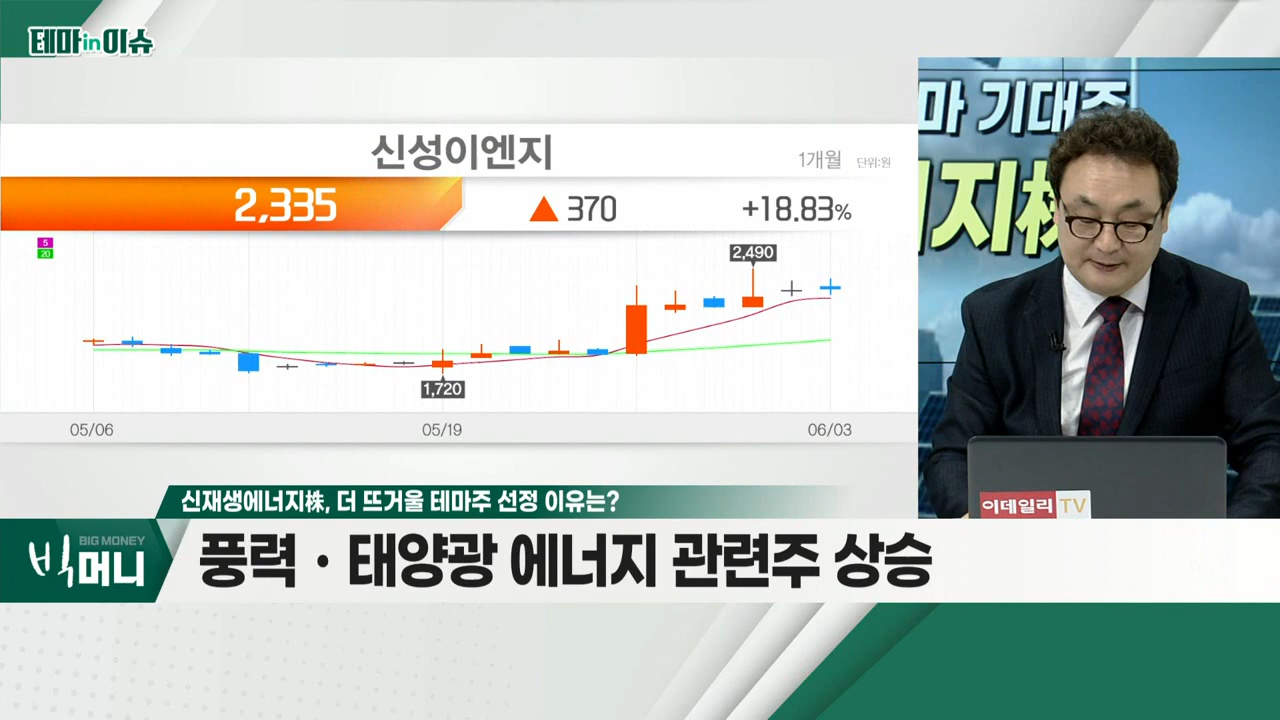 테마in이슈
신성이엔지
1개월 단위:원
2,335 ▲ 370 +18.83%
5
20
2,490
1,720
05/06 05/19 06/03
마 기대주
지株
이데일리TV
신재생에너지株, 더 뜨거울 테마주 선정 이유는?
BIG MONEY
빅머니
풍력·태양광 에너지 관련주 상승